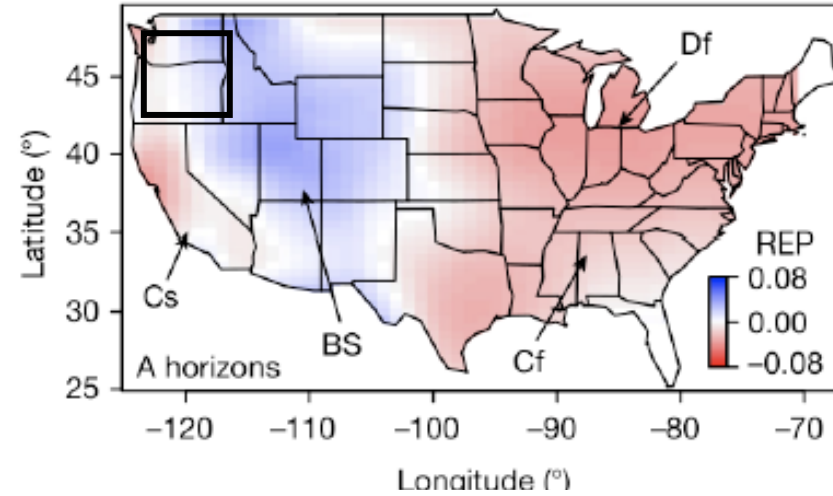 Df
45
40
35
30
25
Latitude (°)
REP
0.08
0.00
−0.08
Cs
BS
Cf
A horizons
−120
−110
−100
−90
−80
−70
Longitude (°)